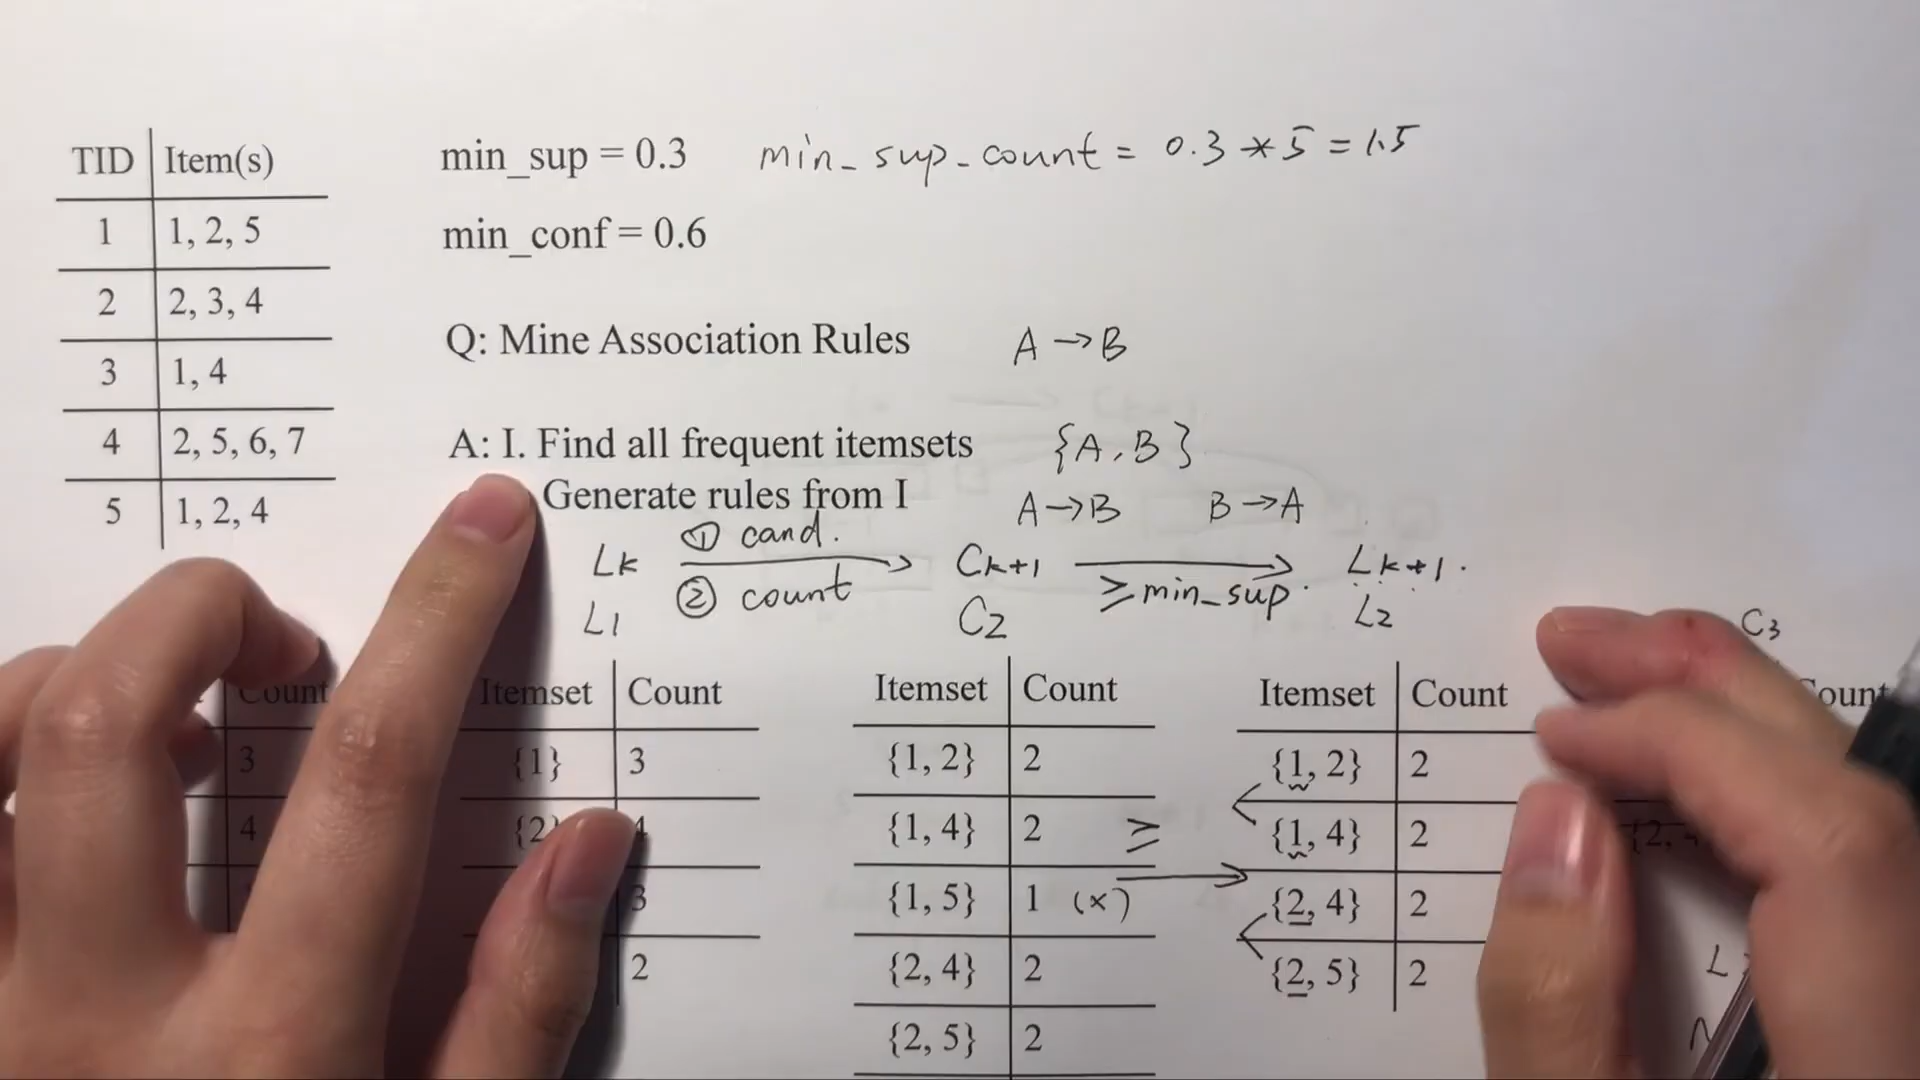 TID Item(s)
1 1, 2, 5
2 2, 3, 4
3 1, 4
4 2, 5, 6, 7
5 1, 2, 4
min_sup = 0.3 min_sup_count = 0.3 * 5 = 1.5
min_conf = 0.6
Q: Mine Association Rules A → B
A: I. Find all frequent itemsets {A, B}
Generate rules from I A → B B → A
① cand.
Lk Ck+1 Lk+1.
② count ≥ min_sup.
L1 C2 L2 C3
Count
3
4
Itemset Count
{1} 3
{2} 4
3
2
Itemset Count
{1, 2} 2
{1, 4} 2 ≥
{1, 5} 1 (×)
{2, 4} 2
{2, 5} 2
Itemset Count
{1, 2} 2
{1, 4} 2
{2, 4} 2
{2, 5} 2
Count